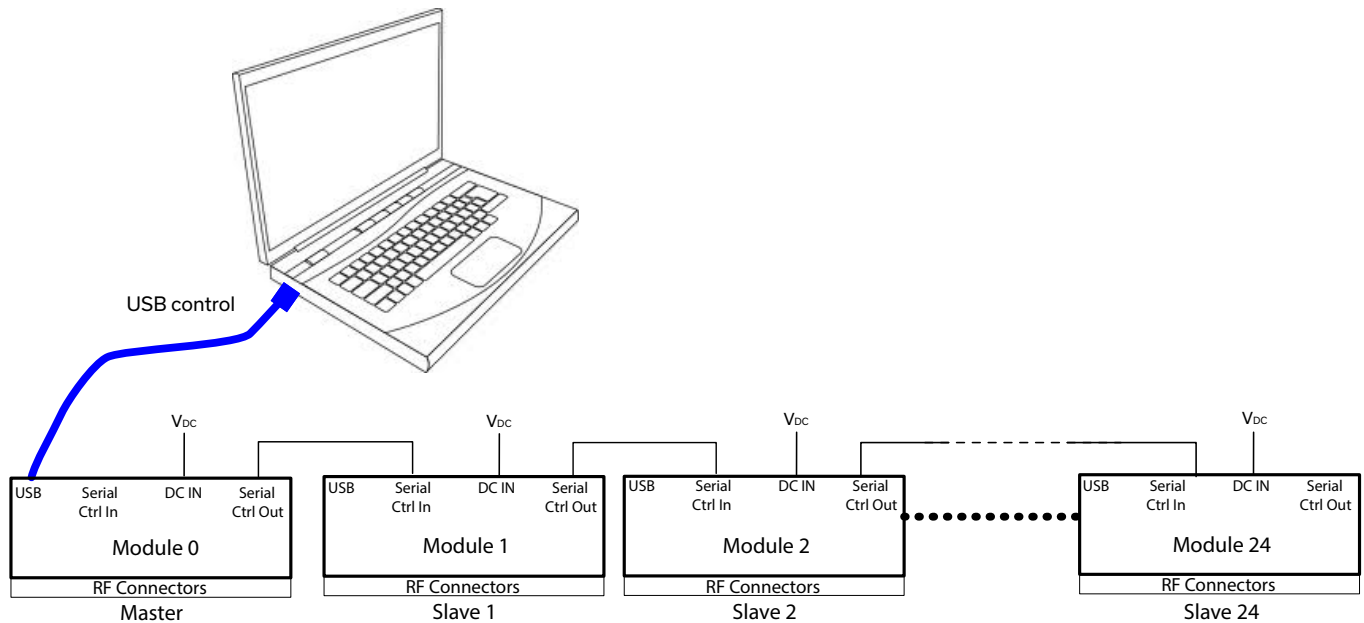 USB control
VDC
VDC
VDC
VDC
USB
Serial
Ctrl In
DC IN
Serial
Ctrl Out
Module 0
RF Connectors
Master
USB
Serial
Ctrl In
DC IN
Serial
Ctrl Out
Module 1
RF Connectors
Slave 1
USB
Serial
Ctrl In
DC IN
Serial
Ctrl Out
Module 2
RF Connectors
Slave 2
USB
Serial
Ctrl In
DC IN
Serial
Ctrl Out
Module 24
RF Connectors
Slave 24